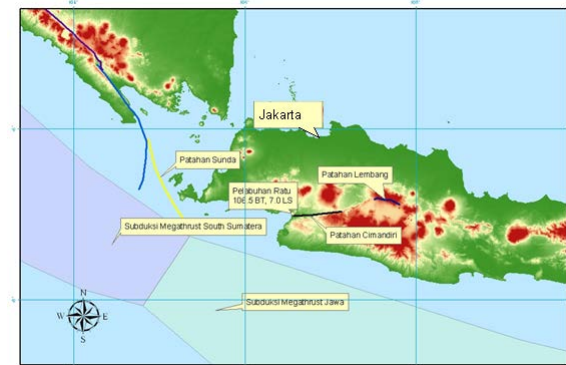 Jakarta
Patahan Sunda
Patahan Lembang
Pelabuhan Ratu
106.5 BT, 7.0 LS
Subduksi Megathrust South Sumatera
Patahan Cimandiri
Subduksi Megathrust Jawa
N
W E
S